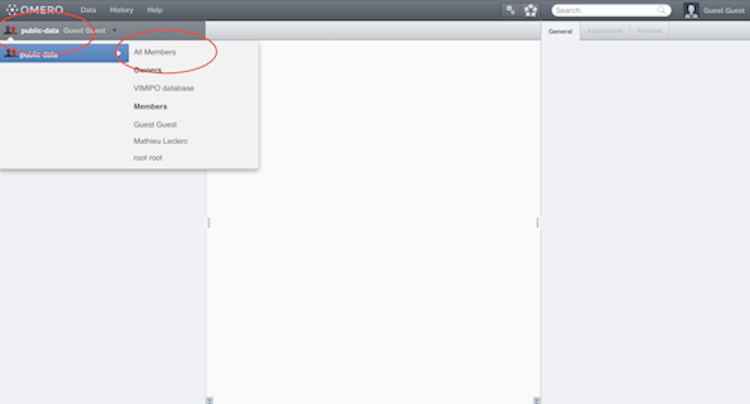 OMERO Data History Help Search: Guest Guest
public-data Guest Guest General Acquisition Preview
public-data All Members
Owners
VIMIPO database
Members
Guest Guest
Mathieu Leclerc
root root